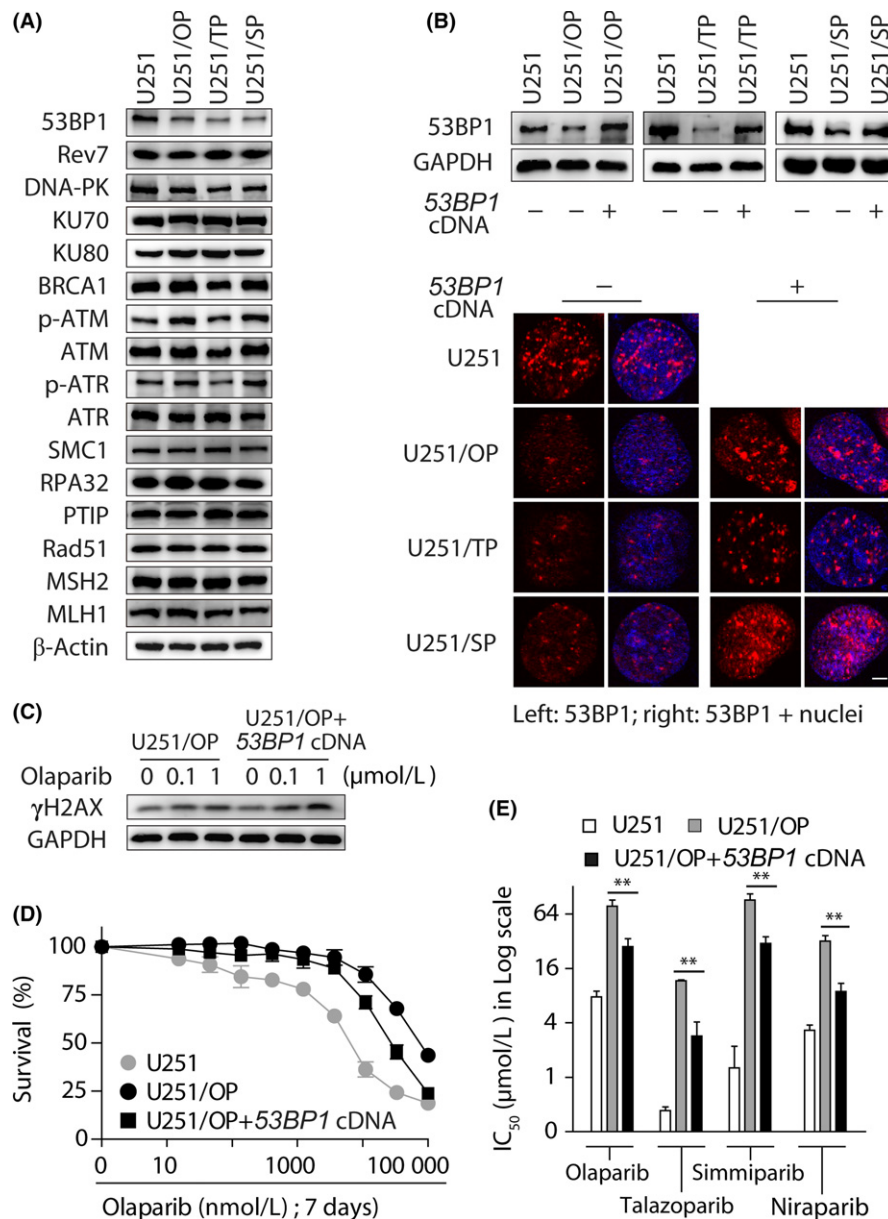 (A)
U251
U251/OP
U251/TP
U251/SP
53BP1
Rev7
DNA-PK
KU70
KU80
BRCA1
p-ATM
ATM
p-ATR
ATR
SMC1
RPA32
PTIP
Rad51
MSH2
MLH1
β-Actin
(B)
U251
U251/OP
U251/OP
U251
U251/TP
U251/TP
U251
U251/SP
U251/SP
53BP1
GAPDH
53BP1
cDNA
− − + − − + − − +
53BP1
cDNA
− +
U251
U251/OP
U251/TP
U251/SP
Left: 53BP1; right: 53BP1 + nuclei
(C)
U251/OP
U251/OP+
53BP1 cDNA
Olaparib 0 0.1 1 0 0.1 1 (μmol/L)
γH2AX
GAPDH
(D)
Survival (%)
100
75
50
25
0
U251
U251/OP
U251/OP+53BP1 cDNA
0 10 1000 100 000
Olaparib (nmol/L) ; 7 days
(E)
U251 U251/OP
U251/OP+53BP1 cDNA
IC50 (μmol/L) in Log scale
64
16
4
1
0
**
**
**
**
Olaparib
Talazoparib
Simmiparib
Niraparib